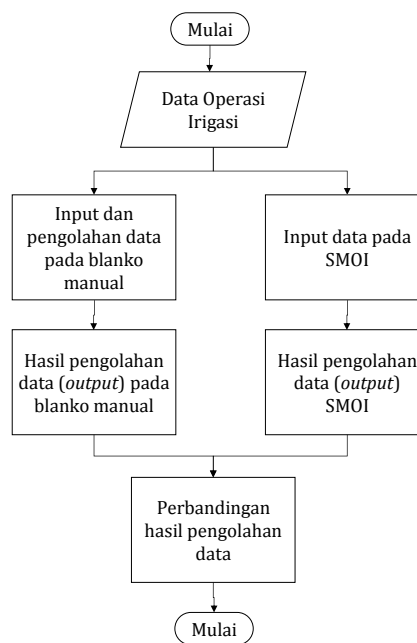 Mulai
Data Operasi
Irigasi
Input dan
pengolahan data
pada blanko
manual
Input data pada
SMOI
Hasil pengolahan
data (output) pada
blanko manual
Hasil pengolahan
data (output)
SMOI
Perbandingan
hasil pengolahan
data
Mulai